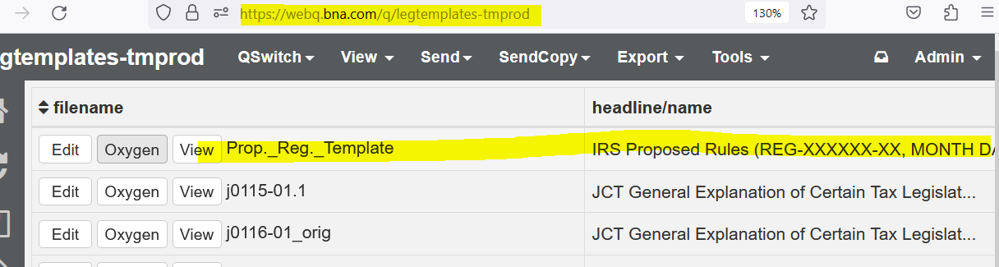 https://webq.bna.com/q/legtemplates-tmprod 130%
gtemplates-tmprod QSwitch View Send SendCopy Export Tools Admin
filename headline/name
Edit Oxygen View Prop._Reg._Template IRS Proposed Rules (REG-XXXXXX-XX, MONTH DA
Edit Oxygen View j0115-01.1 JCT General Explanation of Certain Tax Legislat...
Edit Oxygen View j0116-01_orig JCT General Explanation of Certain Tax Legislat...